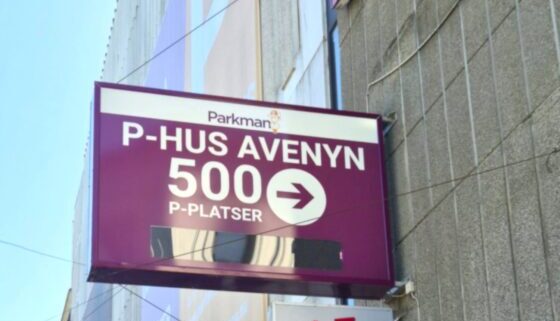 Parkman
P-HUS AVENYN
500
P-PLATSER